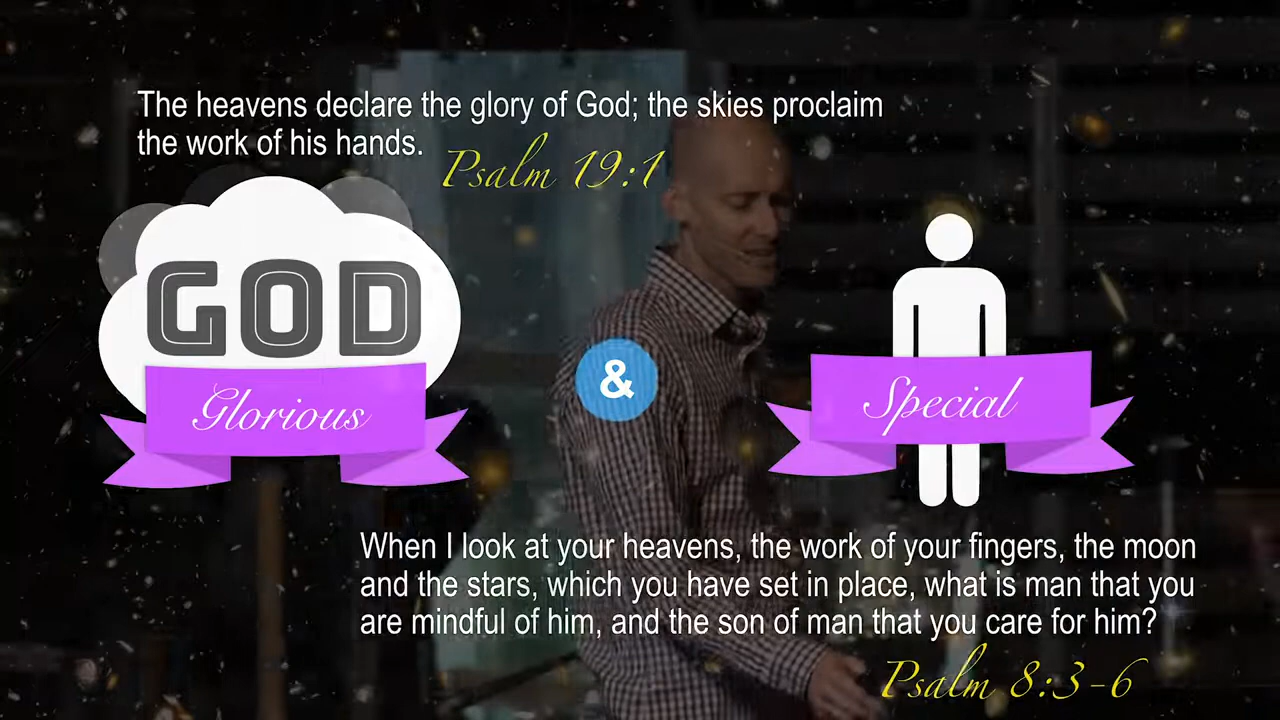 The heavens declare the glory of God; the skies proclaim
the work of his hands.
Psalm 19:1
GOD
Glorious
&
Special
When I look at your heavens, the work of your fingers, the moon
and the stars, which you have set in place, what is man that you
are mindful of him, and the son of man that you care for him?
Psalm 8:3-6